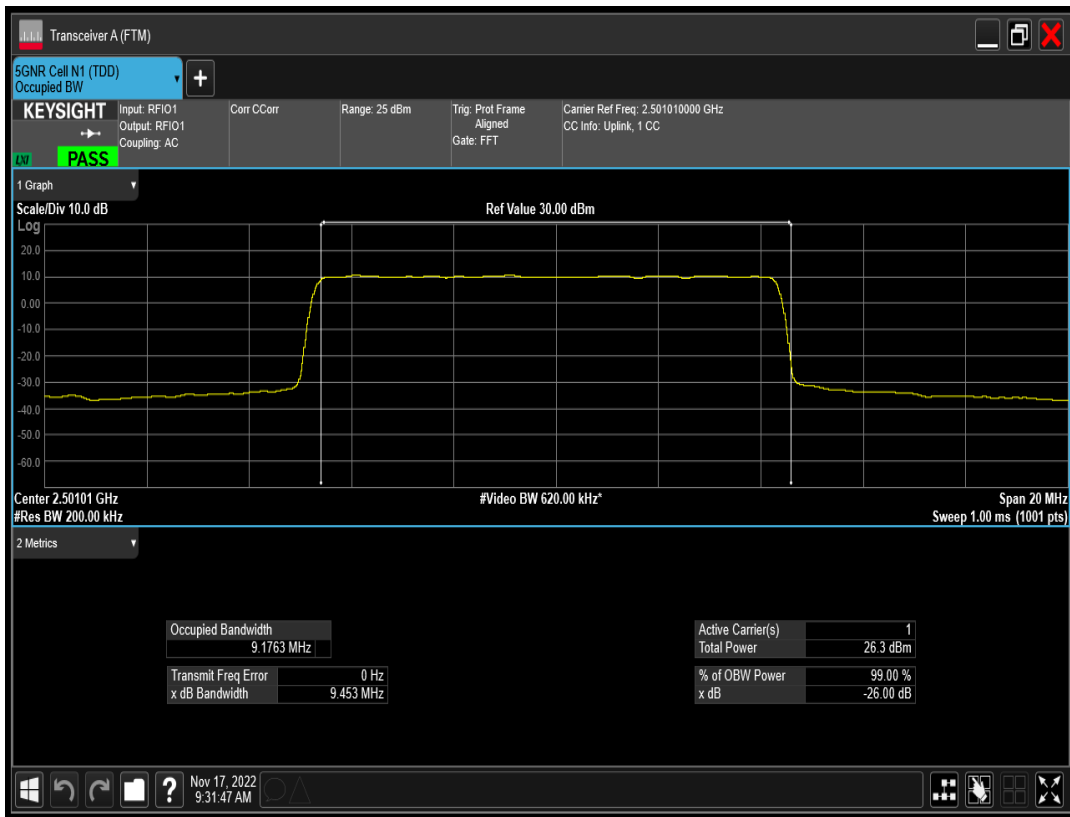 Transceiver A (FTM)
5GNR Cell N1 (TDD)
Occupied BW
+
KEYSIGHT
LXI
PASS
Input: RFIO1
Output: RFIO1
Coupling: AC
Corr CCorr
Range: 25 dBm
Trig: Prot Frame
Aligned
Gate: FFT
Carrier Ref Freq: 2.501010000 GHz
CC Info: Uplink, 1 CC
1 Graph
Scale/Div 10.0 dB
Ref Value 30.00 dBm
Log
20.0
10.0
0.00
-10.0
-20.0
-30.0
-40.0
-50.0
-60.0
Center 2.50101 GHz
#Video BW 620.00 kHz*
Span 20 MHz
#Res BW 200.00 kHz
Sweep 1.00 ms (1001 pts)
2 Metrics
Occupied Bandwidth
9.1763 MHz
Transmit Freq Error 0 Hz
x dB Bandwidth 9.453 MHz
Active Carrier(s) 1
Total Power 26.3 dBm
% of OBW Power 99.00 %
x dB -26.00 dB
?
Nov 17, 2022
9:31:47 AM